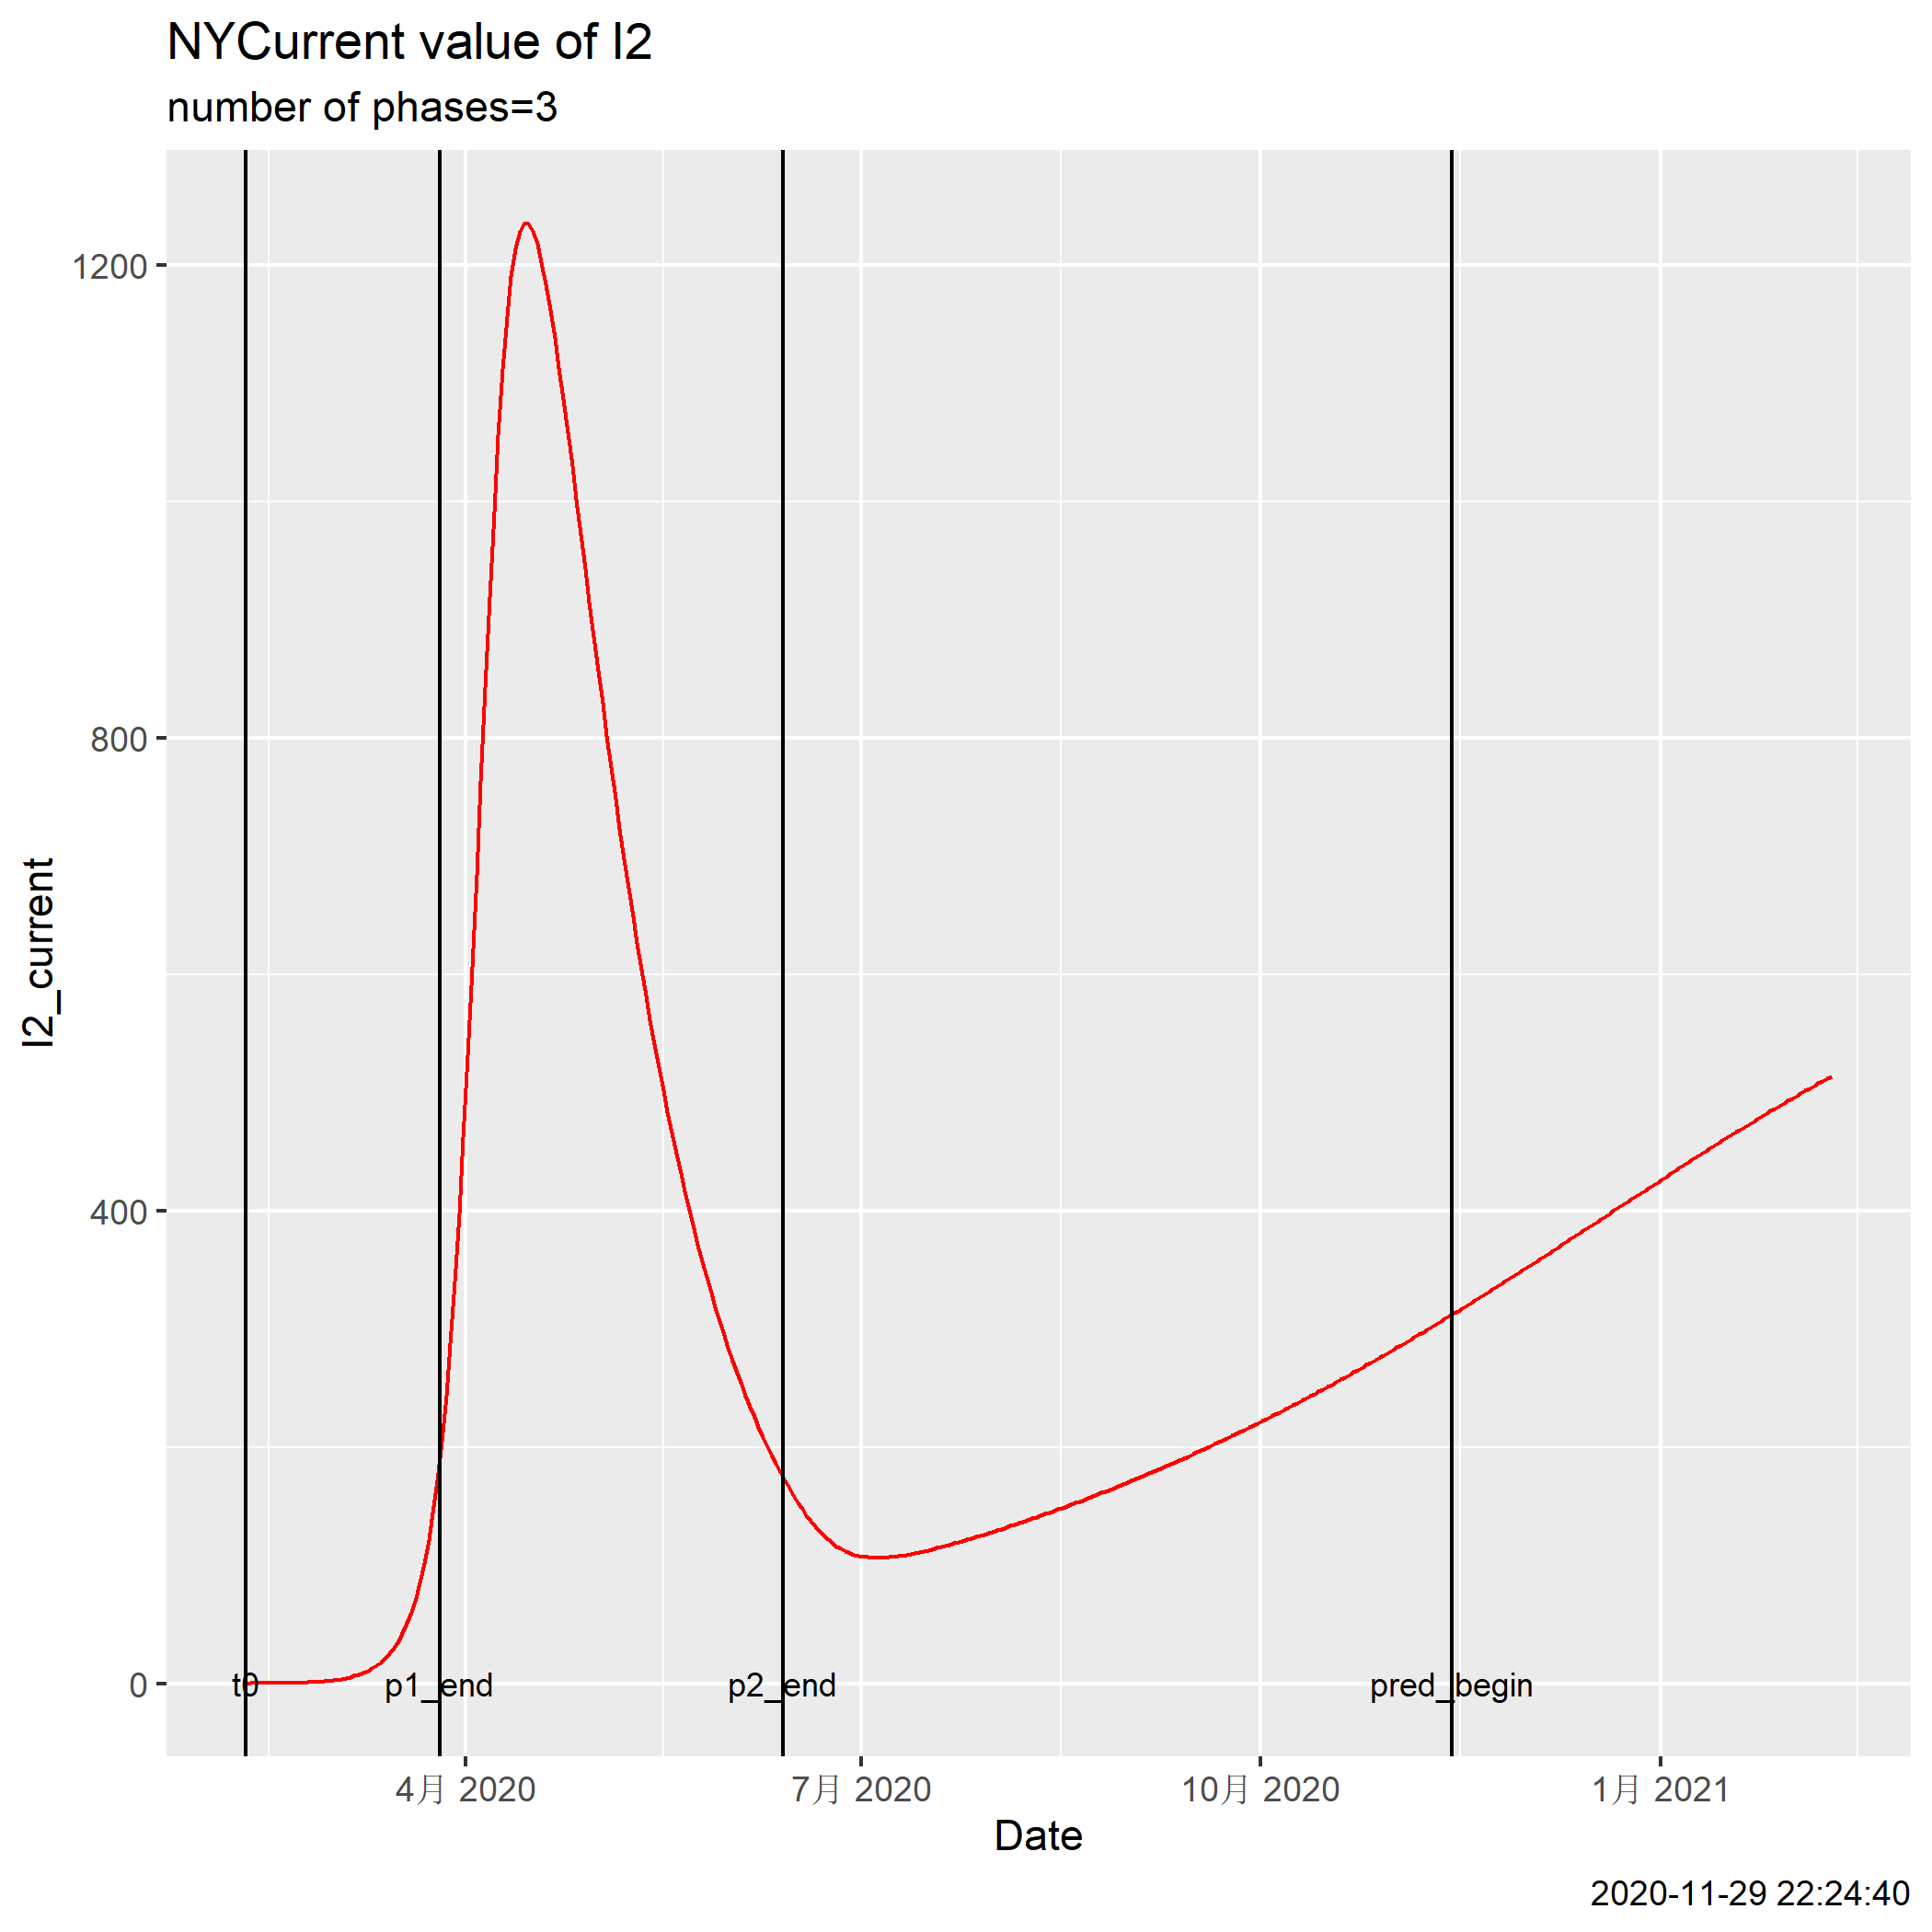 NYCurrent value of I2
number of phases=3
I2_current
1200
800
400
0
t0
p1_end
p2_end
pred_begin
4月 2020
7月 2020
10月 2020
1月 2021
Date
2020-11-29 22:24:40